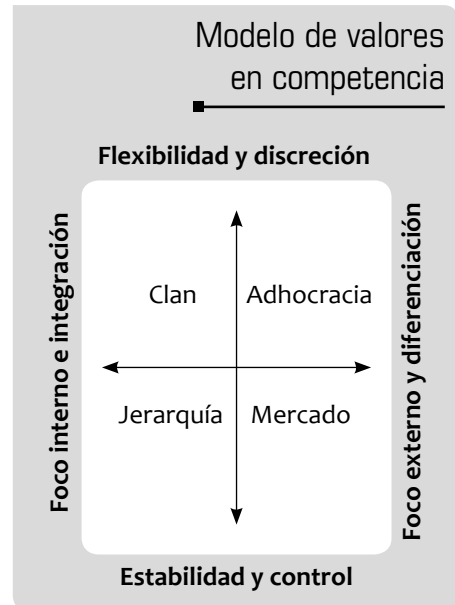 Modelo de valores
en competencia
Flexibilidad y discreción
Foco interno e integración
Clan
Adhocracia
Foco externo y diferenciación
Jerarquía
Mercado
Estabilidad y control